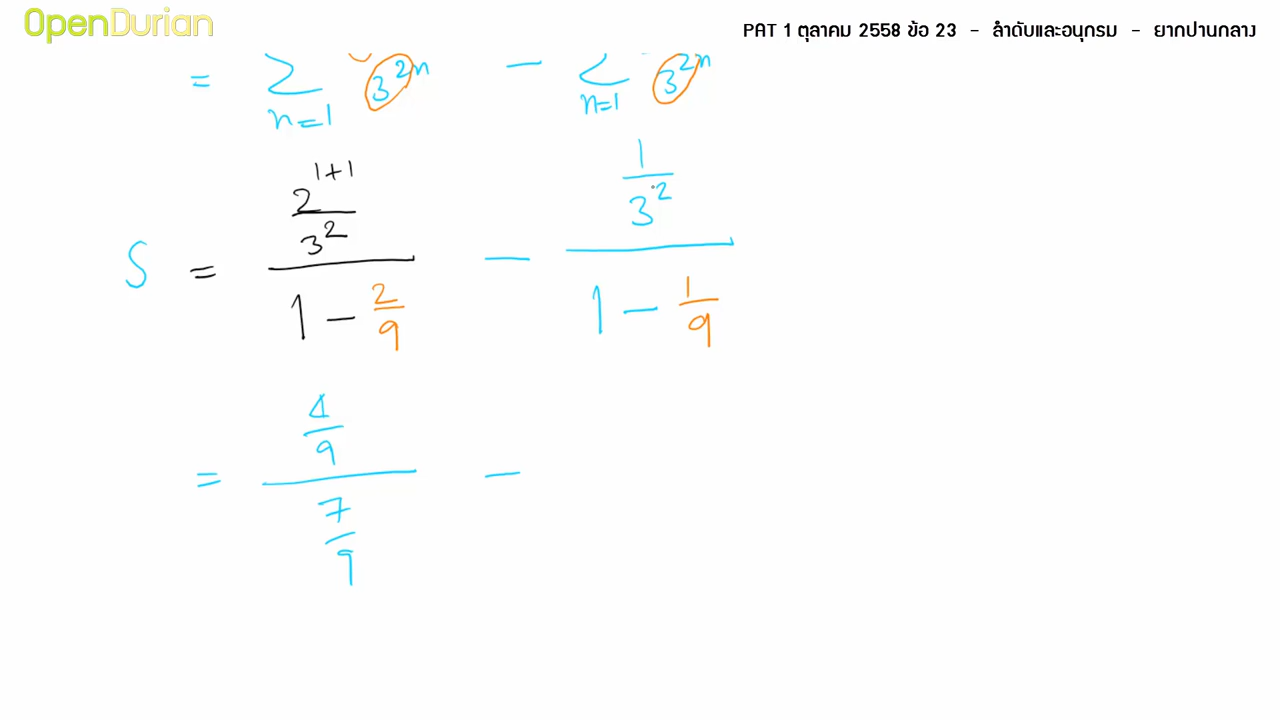 OpenDurian
PAT 1 ตุลาคม 2558 ข้อ 23 - ลำดับและอนุกรม - ยากปานกลาง
= Σ 3^2n - Σ 3^2n
n=1 n=1
S = (2^1+1 / 3^2) / (1 - 2/9) - (1 / 3^2) / (1 - 1/9)
= (4/9) / (7/9) -